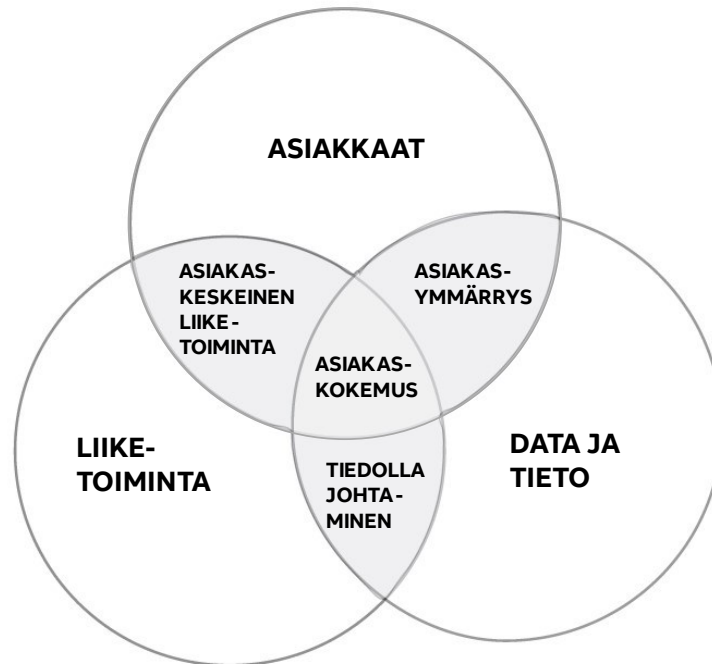 ASIAKKAAT
ASIAKAS-
KESKEINEN
LIIKE-
TOIMINTA
ASIAKAS-
YMMÄRRYS
ASIAKAS-
KOKEMUS
LIIKE-
TOIMINTA
DATA JA
TIETO
TIEDOLLA
JOHTA-
MINEN